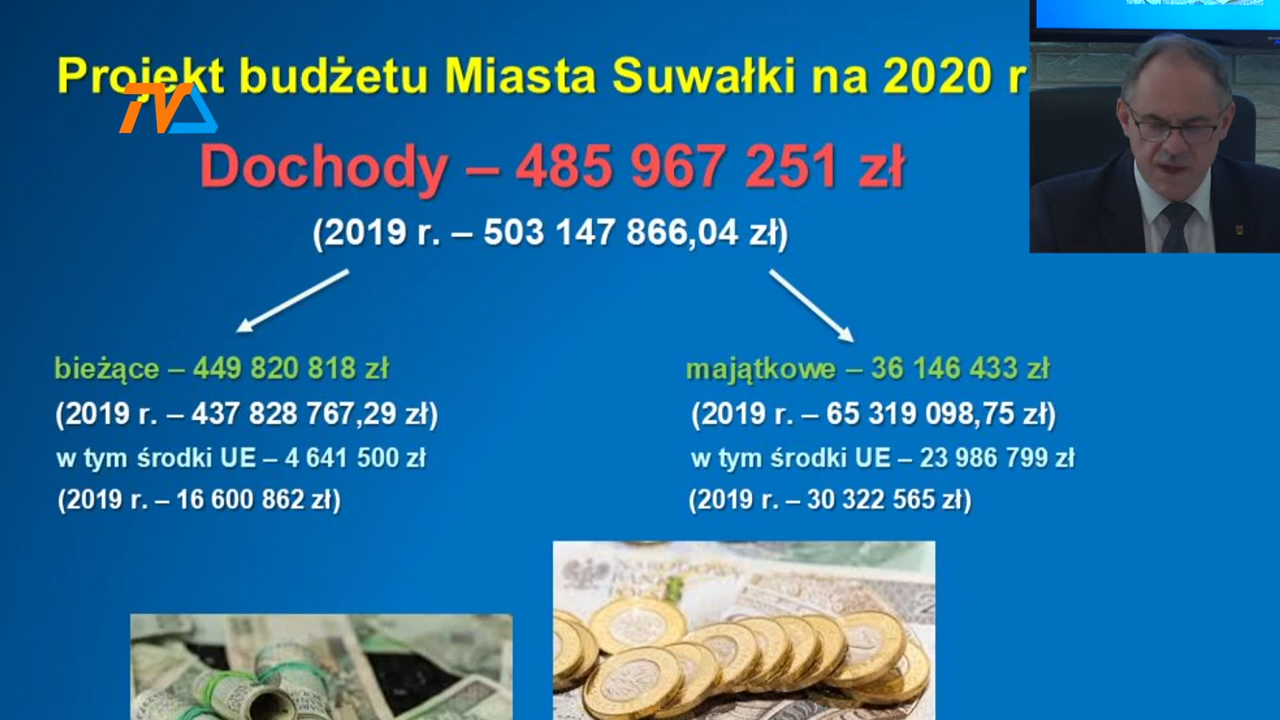 Projekt budżetu Miasta Suwałki na 2020 r
TVA
Dochody – 485 967 251 zł
(2019 r. – 503 147 866,04 zł)
bieżące – 449 820 818 zł
(2019 r. – 437 828 767,29 zł)
w tym środki UE – 4 641 500 zł
(2019 r. – 16 600 862 zł)
majątkowe – 36 146 433 zł
(2019 r. – 65 319 098,75 zł)
w tym środki UE – 23 986 799 zł
(2019 r. – 30 322 565 zł)